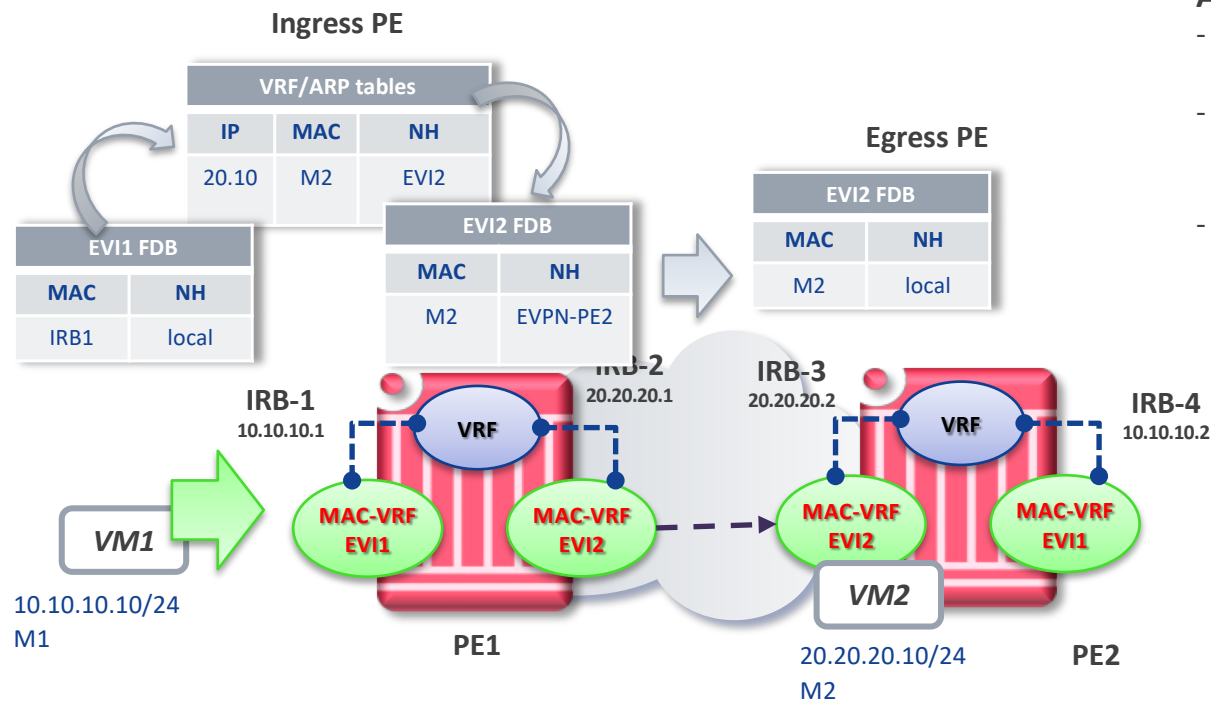 Ingress PE
VRF/ARP tables
IP MAC NH
20.10 M2 EVI2
EVI1 FDB
MAC NH
IRB1 local
EVI2 FDB
MAC NH
M2 EVPN-PE2
Egress PE
EVI2 FDB
MAC NH
M2 local
-
-
-
IRB-1
10.10.10.1
IRB-2
20.20.20.1
IRB-3
20.20.20.2
IRB-4
10.10.10.2
VRF
MAC-VRF
EVI1
MAC-VRF
EVI2
VRF
MAC-VRF
EVI2
MAC-VRF
EVI1
VM1
10.10.10.10/24
M1
PE1
VM2
20.20.20.10/24
M2
PE2